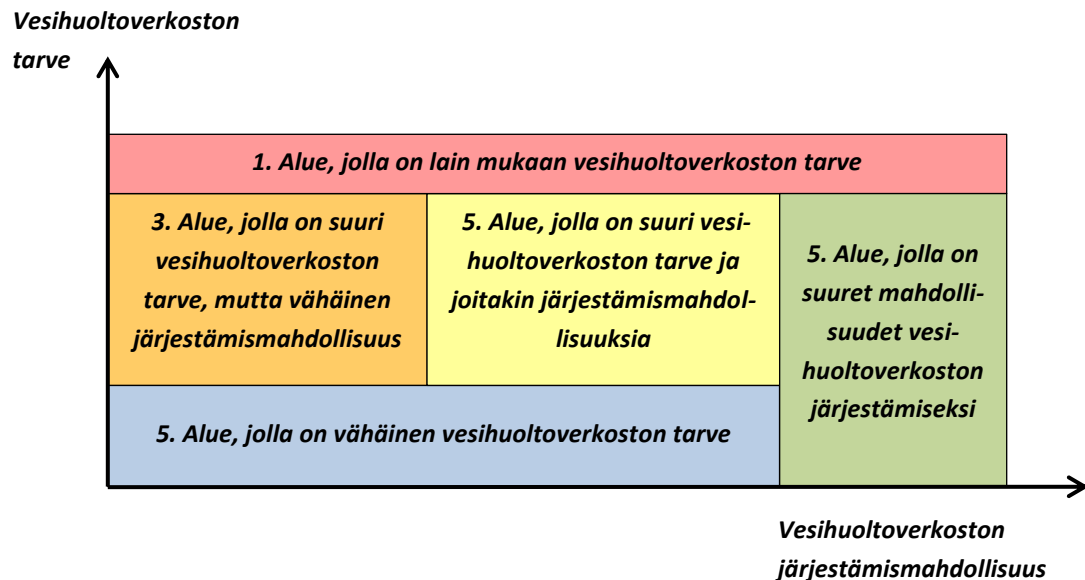 Vesihuoltoverkoston
tarve
1. Alue, jolla on lain mukaan vesihuoltoverkoston tarve
3. Alue, jolla on suuri
vesihuoltoverkoston
tarve, mutta vähäinen
järjestämismahdollisuus
5. Alue, jolla on suuri vesi-
huoltoverkoston tarve ja
joitakin järjestämismahdol-
lisuuksia
5. Alue, jolla on
suuret mahdolli-
suudet vesi-
huoltoverkoston
järjestämiseksi
5. Alue, jolla on vähäinen vesihuoltoverkoston tarve
Vesihuoltoverkoston
järjestämismahdollisuus